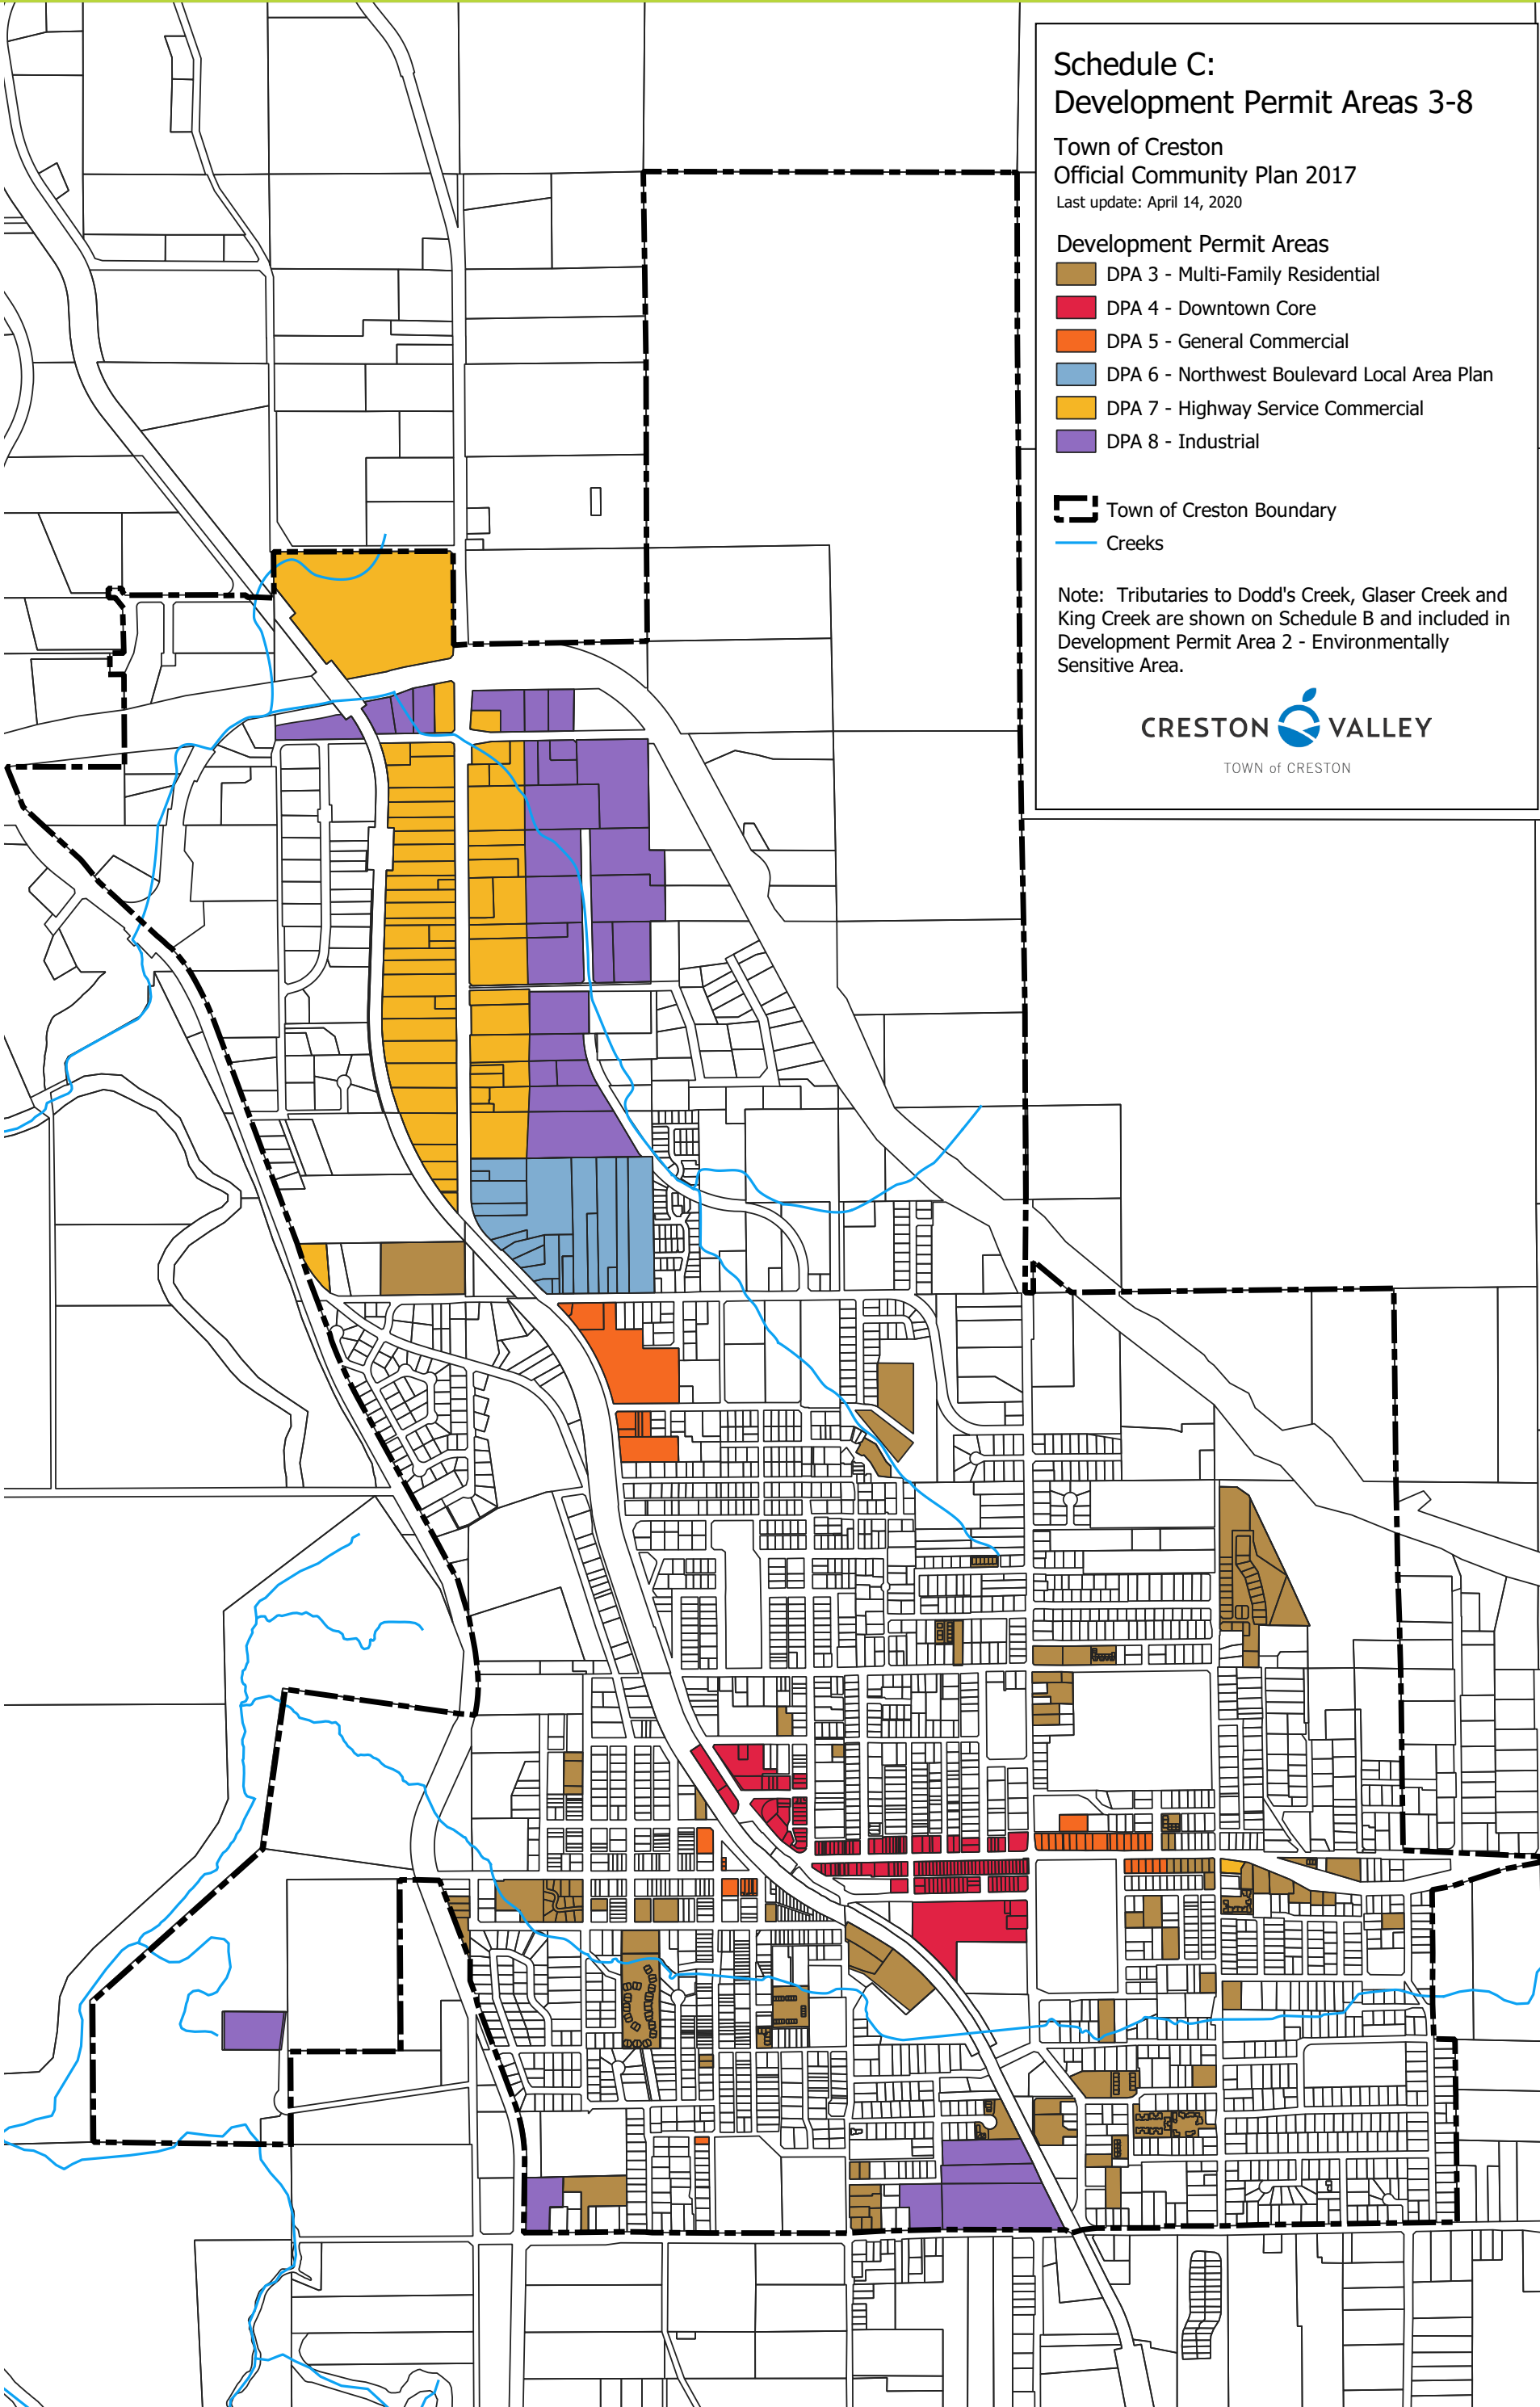 Schedule C:
Development Permit Areas 3-8
Town of Creston
Official Community Plan 2017
Last update: April 14, 2020
Development Permit Areas
DPA 3 - Multi-Family Residential
DPA 4 - Downtown Core
DPA 5 - General Commercial
DPA 6 - Northwest Boulevard Local Area Plan
DPA 7 - Highway Service Commercial
DPA 8 - Industrial
Town of Creston Boundary
Creeks
Note: Tributaries to Dodd's Creek, Glaser Creek and
King Creek are shown on Schedule B and included in
Development Permit Area 2 - Environmentally
Sensitive Area.
CRESTON VALLEY
TOWN of CRESTON